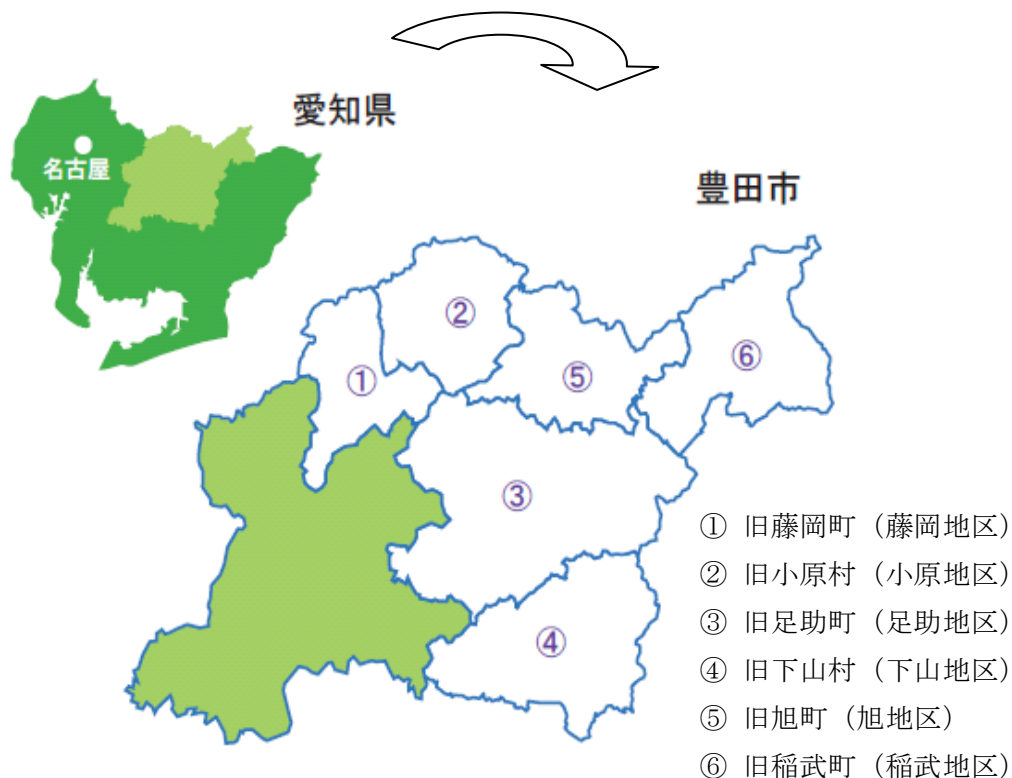 愛知県
名古屋
豊田市
②
①
⑤
⑥
③
④
① 旧藤岡町（藤岡地区）
② 旧小原村（小原地区）
③ 旧足助町（足助地区）
④ 旧下山村（下山地区）
⑤ 旧旭町（旭地区）
⑥ 旧稲武町（稲武地区）